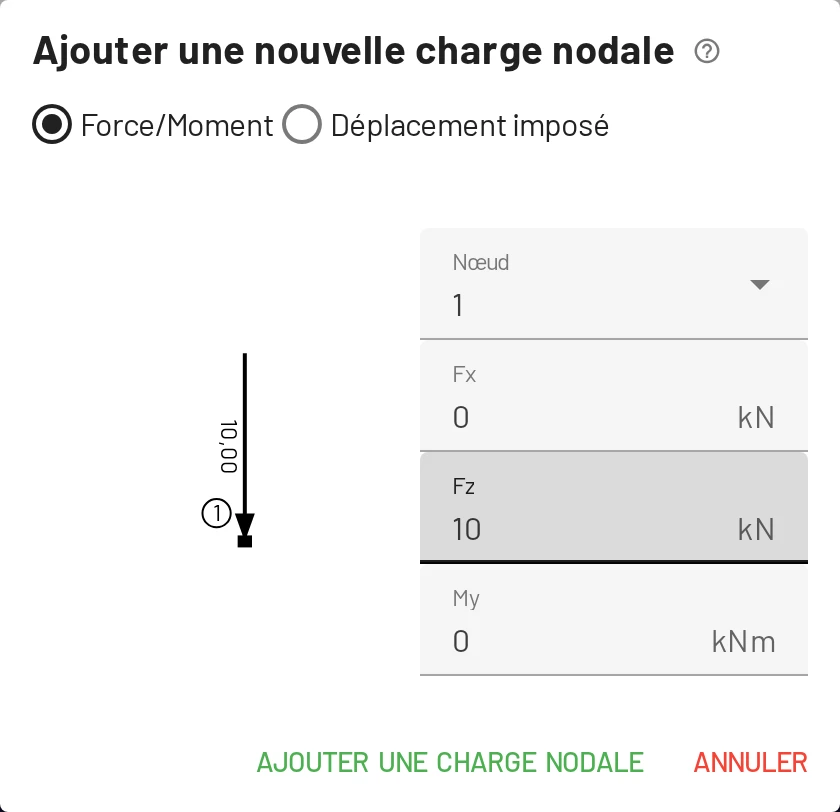 Ajouter une nouvelle charge nodale ?
Force/Moment Déplacement imposé
Nœud
1
Fx
0 kN
10,00
Fz
1
10 kN
My
0 kNm
AJOUTER UNE CHARGE NODALE ANNULER